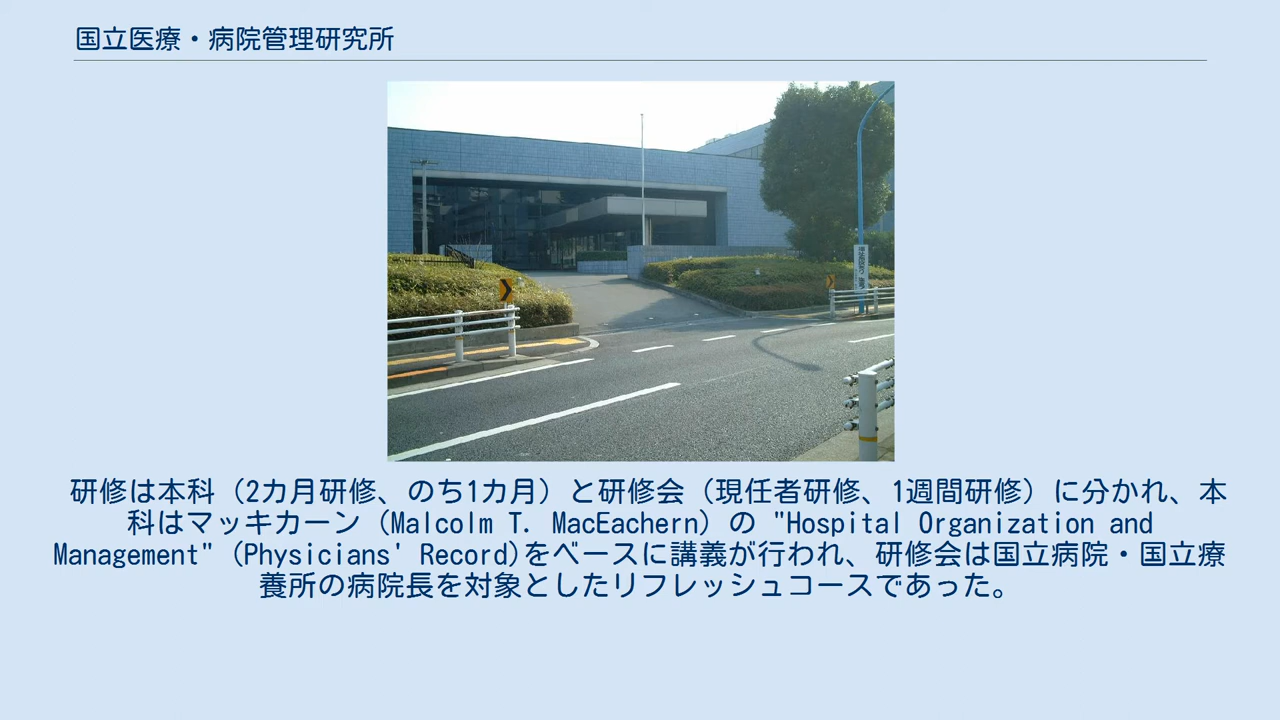 国立医療・病院管理研究所
研修は本科（2カ月研修、のち1カ月）と研修会（現任者研修、1週間研修）に分かれ、本
科はマッキカーン（Malcolm T. MacEachern）の "Hospital Organization and
Management"（Physicians' Record)をベースに講義が行われ、研修会は国立病院・国立療
養所の病院長を対象としたリフレッシュコースであった。